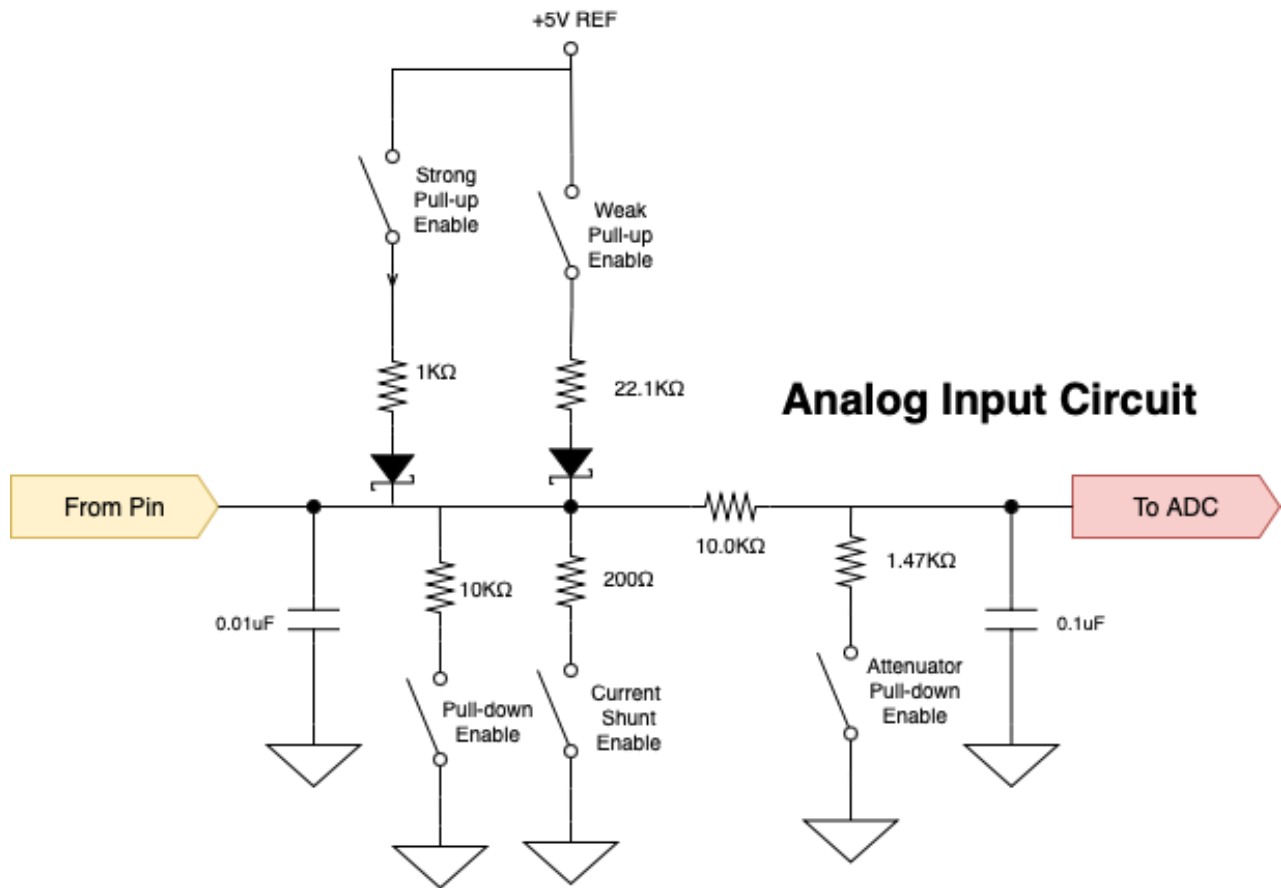 +5V REF
Strong
Pull-up
Enable
Weak
Pull-up
Enable
1KΩ
22.1KΩ
Analog Input Circuit
From Pin
To ADC
10.0KΩ
10KΩ
200Ω
1.47KΩ
0.01uF
0.1uF
Pull-down
Enable
Current
Shunt
Enable
Attenuator
Pull-down
Enable